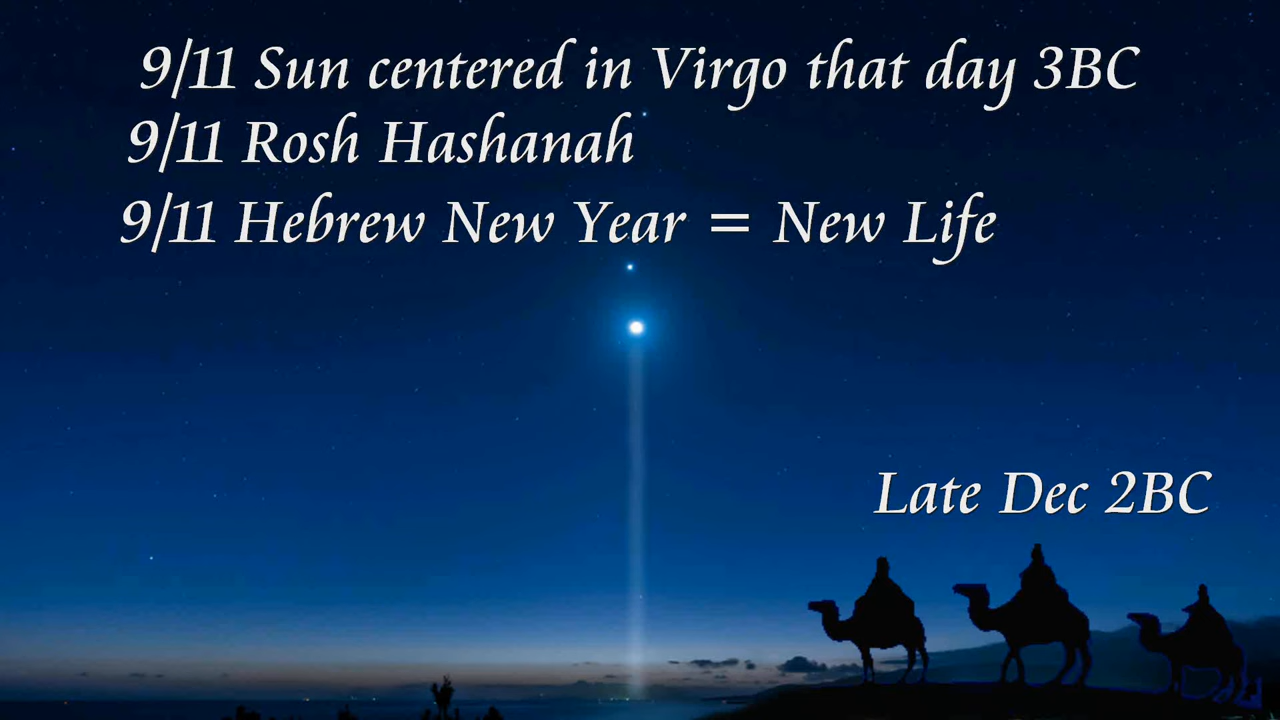 9/11 Sun centered in Virgo that day 3BC
9/11 Rosh Hashanah
9/11 Hebrew New Year = New Life
Late Dec 2BC